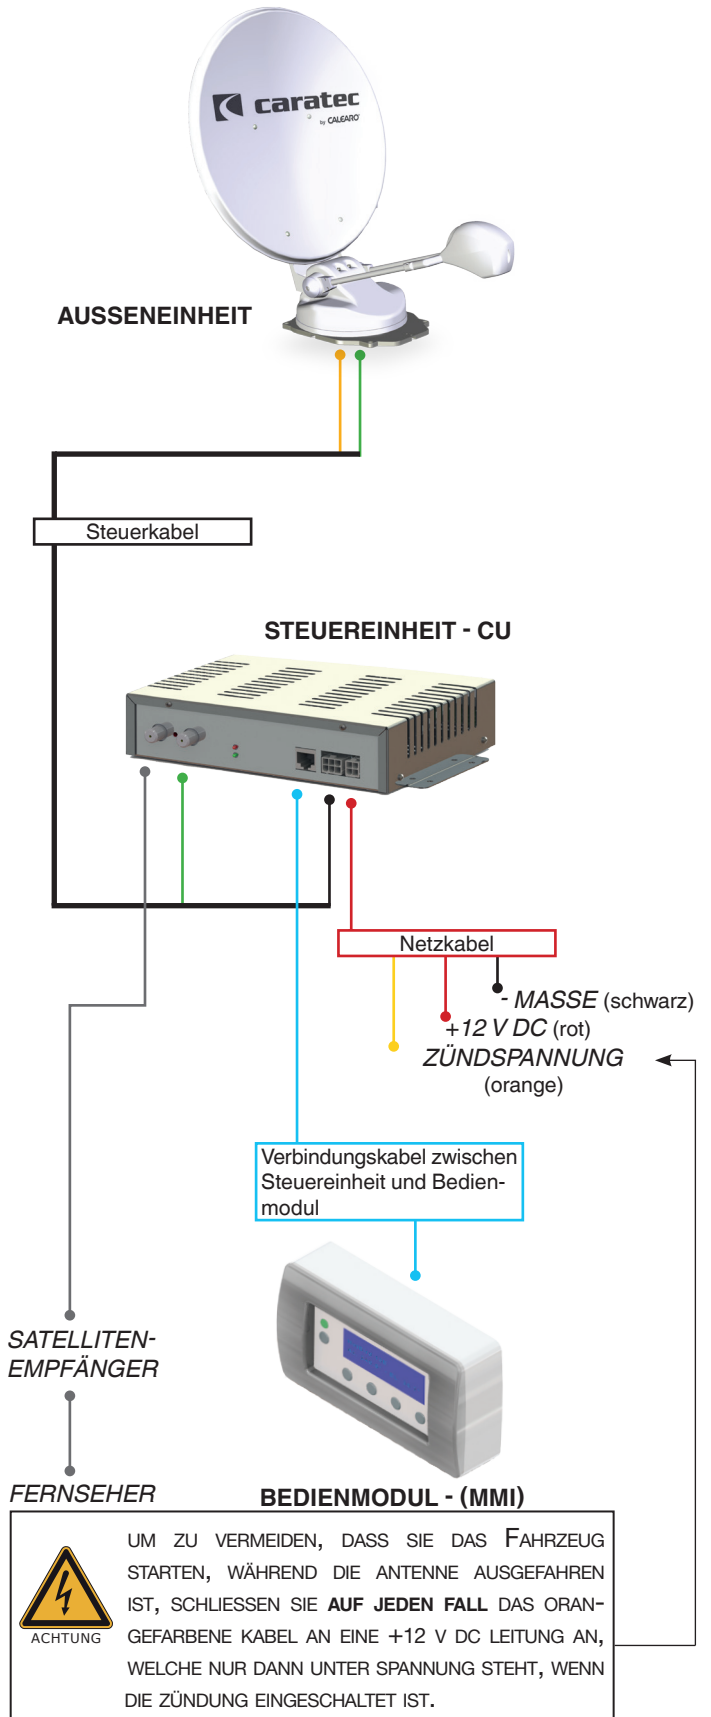 caratec
by CALEARO
AUSSENEINHEIT
Steuerkabel
STEUEREINHEIT - CU
Netzkabel
- MASSE (schwarz)
+12 V DC (rot)
ZÜNDSPANNUNG
(orange)
Verbindungskabel zwischen
Steuereinheit und Bedien-
modul
SATELLITEN-
EMPFÄNGER
FERNSEHER
BEDIENMODUL - (MMI)
ACHTUNG
UM ZU VERMEIDEN, DASS SIE DAS FAHRZEUG
STARTEN, WÄHREND DIE ANTENNE AUSGEFAHREN
IST, SCHLIESSEN SIE AUF JEDEN FALL DAS ORAN-
GEFARBENE KABEL AN EINE +12 V DC LEITUNG AN,
WELCHE NUR DANN UNTER SPANNUNG STEHT, WENN
DIE ZÜNDUNG EINGESCHALTET IST.